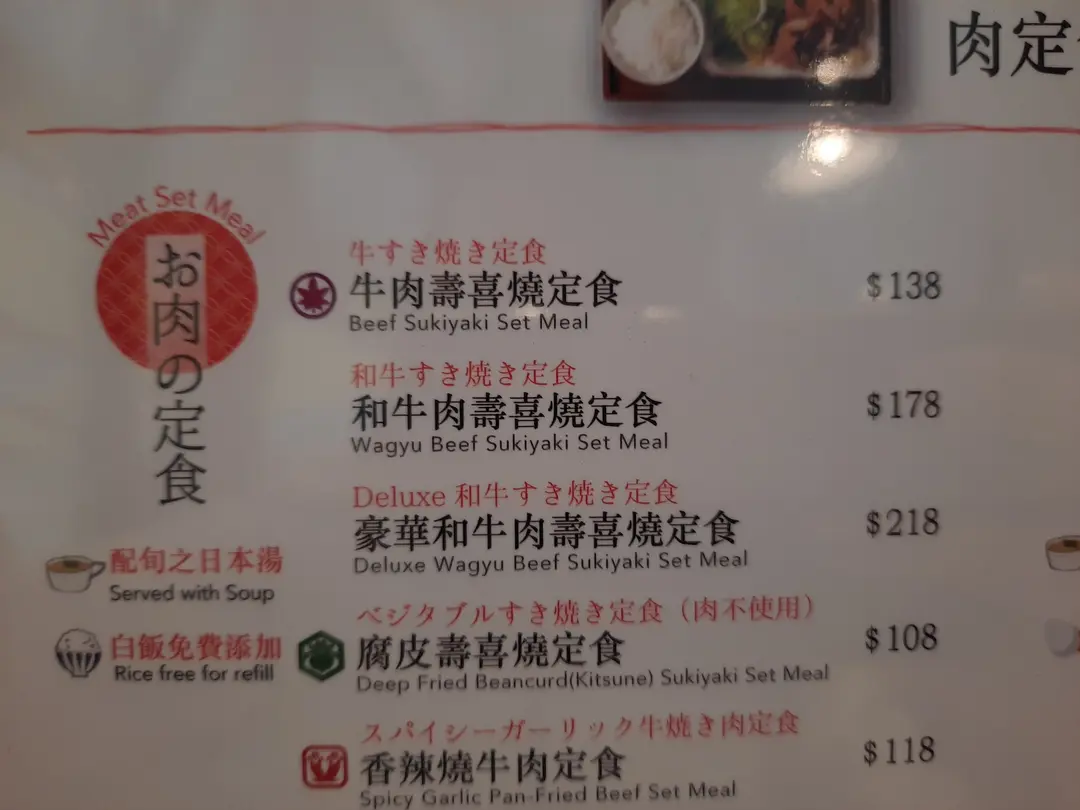 肉定
Meat Set Meal
お肉の定食
牛すき焼き定食
牛肉壽喜燒定食
Beef Sukiyaki Set Meal
$138
和牛すき焼き定食
和牛肉壽喜燒定食
Wagyu Beef Sukiyaki Set Meal
$178
Deluxe 和牛すき焼き定食
豪華和牛肉壽喜燒定食
Deluxe Wagyu Beef Sukiyaki Set Meal
$218
配旬之日本湯
Served with Soup
白飯免費添加
Rice free for refill
ベジタブルすき焼き定食（肉不使用）
腐皮壽喜燒定食
Deep Fried Beancurd(Kitsune) Sukiyaki Set Meal
$108
スパイシーガーリック牛焼き肉定食
香辣燒牛肉定食
Spicy Garlic Pan-Fried Beef Set Meal
$118